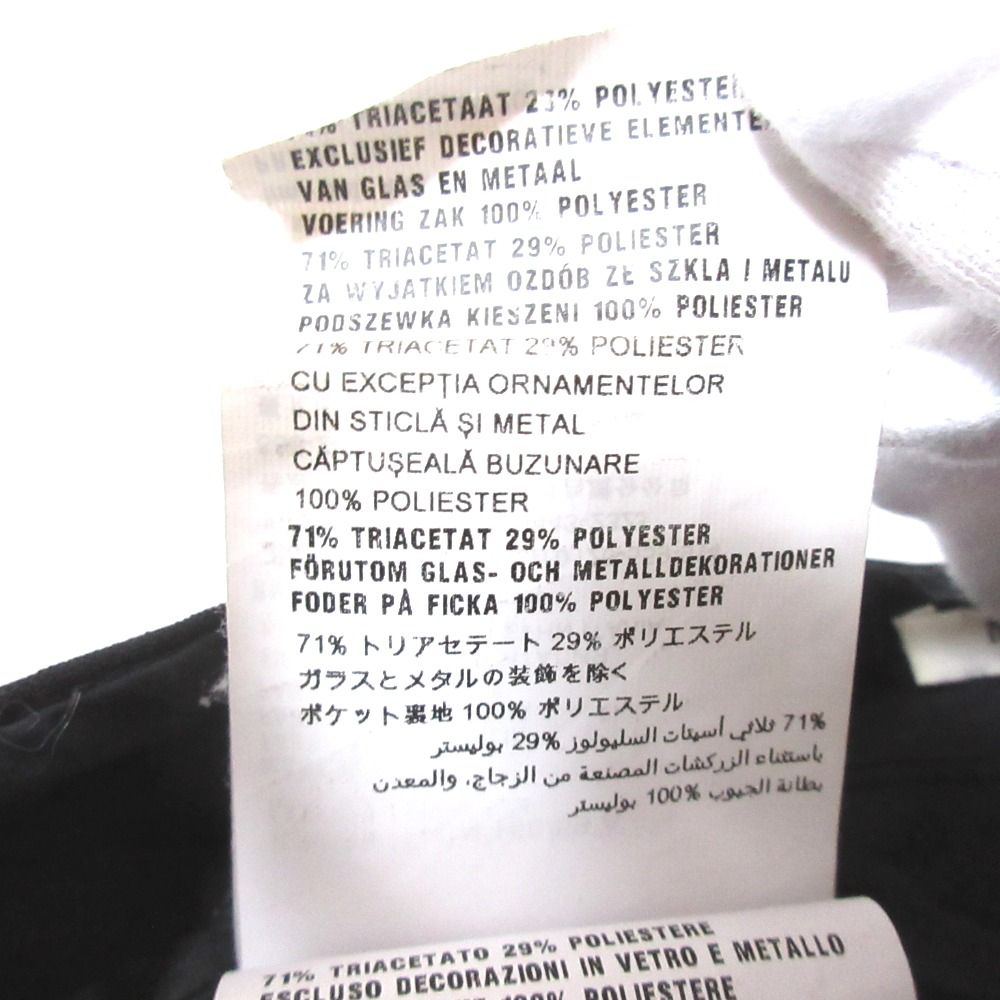 TRIACETAAT 29% POLYESTER
EXCLUSIEF DECORATIEVE ELEMENTE
VAN GLAS EN METAAL
VOERING ZAK 100% POLYESTER
71% TRIACETAT 29% POLIESTER
ZA WYJATKIEM OZDÓB ZE SZKLA I METALU
PODSZEWKA KIESZENI 100% POLIESTER
71% TRIACETAT 29% POLIESTER
CU EXCEPȚIA ORNAMENTELOR
DIN STICLĂ ȘI METAL
CĂPTUȘEALĂ BUZUNARE
100% POLIESTER
71% TRIACETAT 29% POLYESTER
FÖRUTOM GLAS- OCH METALLDEKORATIONER
FODER PÅ FICKA 100% POLYESTER
71% トリアセテート 29% ポリエステル
ガラスとメタルの装飾を除く
ポケット裏地 100% ポリエステル
71% ثلاثي أسيتات السليولوز 29% بوليستر
باستثناء الزركشات المصنعة من الزجاج، والمعدن
بطانة الجيوب 100% بوليستر
71% TRIACETATO 29% POLIESTERE
ESCLUSO DECORAZIONI IN VETRO E METALLO
100% POLIESTERE